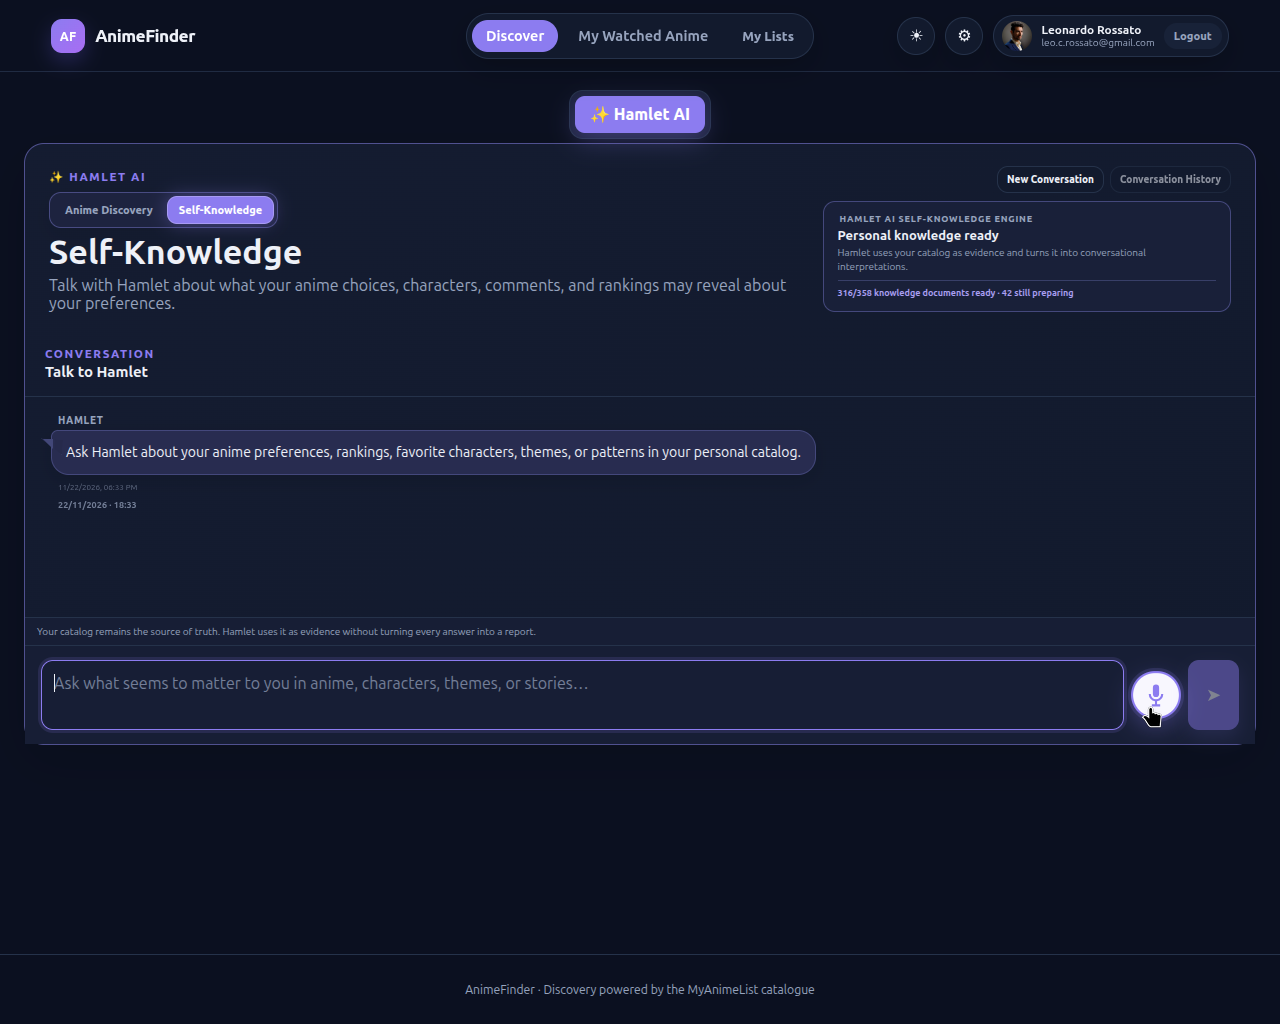 AF AnimeFinder
Discover My Watched Anime My Lists
☀ ⚙
Leonardo Rossato
leo.c.rossato@gmail.com
Logout
✨ Hamlet AI
✨ HAMLET AI
Anime Discovery Self-Knowledge
Self-Knowledge
Talk with Hamlet about what your anime choices, characters, comments, and rankings may reveal about
your preferences.
New Conversation Conversation History
HAMLET AI SELF-KNOWLEDGE ENGINE
Personal knowledge ready
Hamlet uses your catalog as evidence and turns it into conversational
interpretations.
316/358 knowledge documents ready · 42 still preparing
CONVERSATION
Talk to Hamlet
HAMLET
Ask Hamlet about your anime preferences, rankings, favorite characters, themes, or patterns in your personal catalog.
11/22/2026, 06:33 PM
22/11/2026 · 18:33
Your catalog remains the source of truth. Hamlet uses it as evidence without turning every answer into a report.
Ask what seems to matter to you in anime, characters, themes, or stories…
➤
AnimeFinder · Discovery powered by the MyAnimeList catalogue